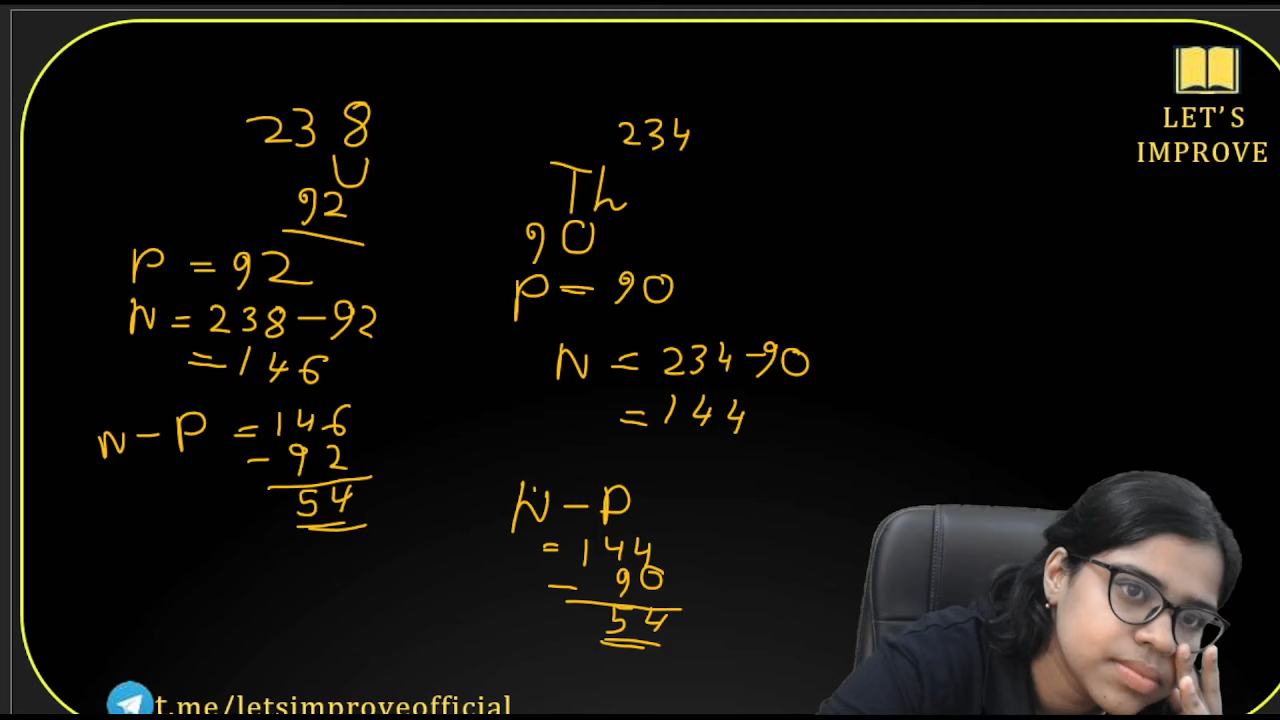 LET'S
IMPROVE
238
U
92
P = 92
N = 238 - 92
= 146
N - P = 146
- 92
54
234
Th
90
P = 90
N = 234 - 90
= 144
N - P
= 144
- 90
54
t.me/letsimproveofficial